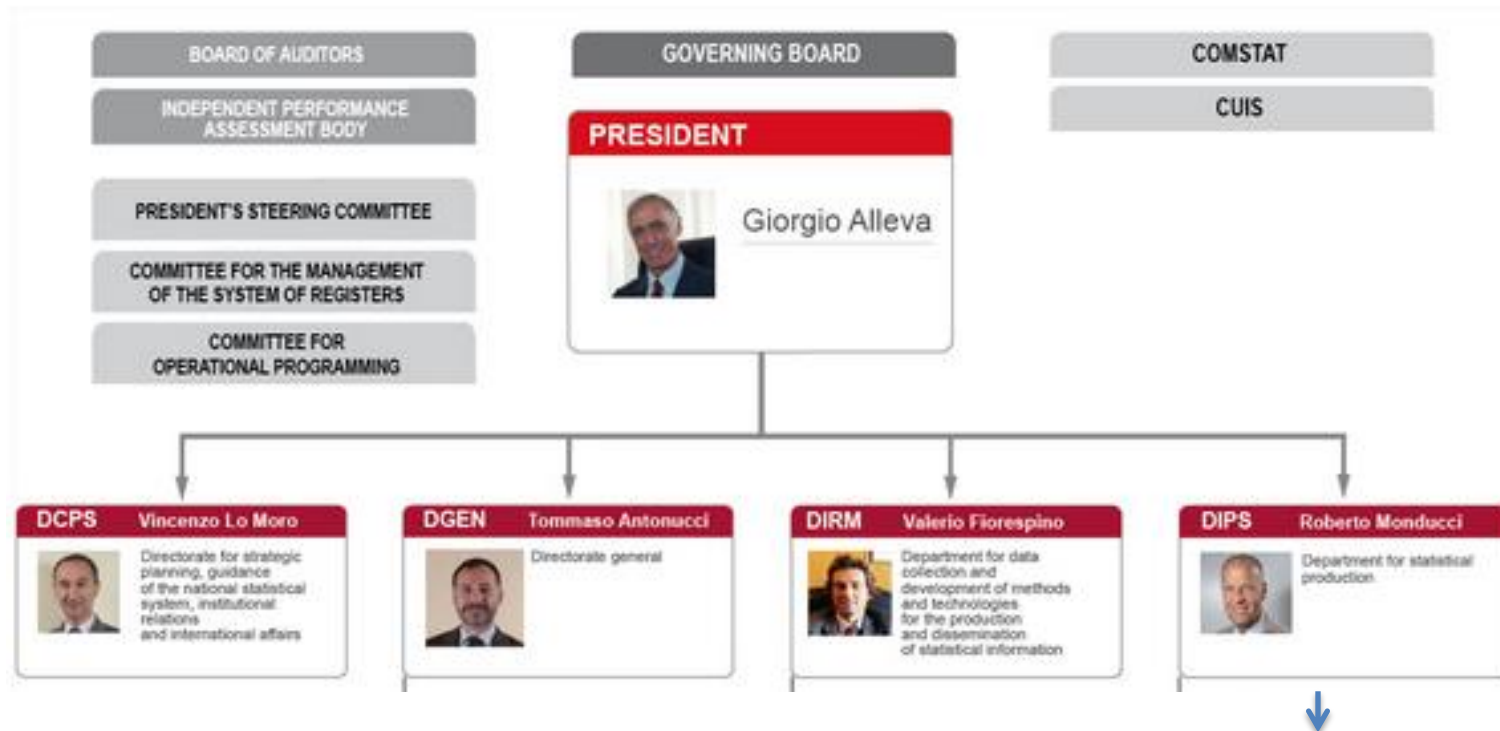 BOARD OF AUDITORS
INDEPENDENT PERFORMANCE
ASSESSMENT BODY
PRESIDENT'S STEERING COMMITTEE
COMMITTEE FOR THE MANAGEMENT
OF THE SYSTEM OF REGISTERS
COMMITTEE FOR
OPERATIONAL PROGRAMMING
GOVERNING BOARD
PRESIDENT
Giorgio Alleva
COMSTAT
CUIS
DCPS Vincenzo Lo Moro
Directorate for strategic
planning, guidance
of the national statistical
system, institutional
relations
and international affairs
DGEN Tommaso Antonucci
Directorate general
DIRM Valerio Fiorespino
Department for data
collection and
development of methods
and technologies
for the production
and dissemination
of statistical information
DIPS Roberto Monducci
Department for statistical
production